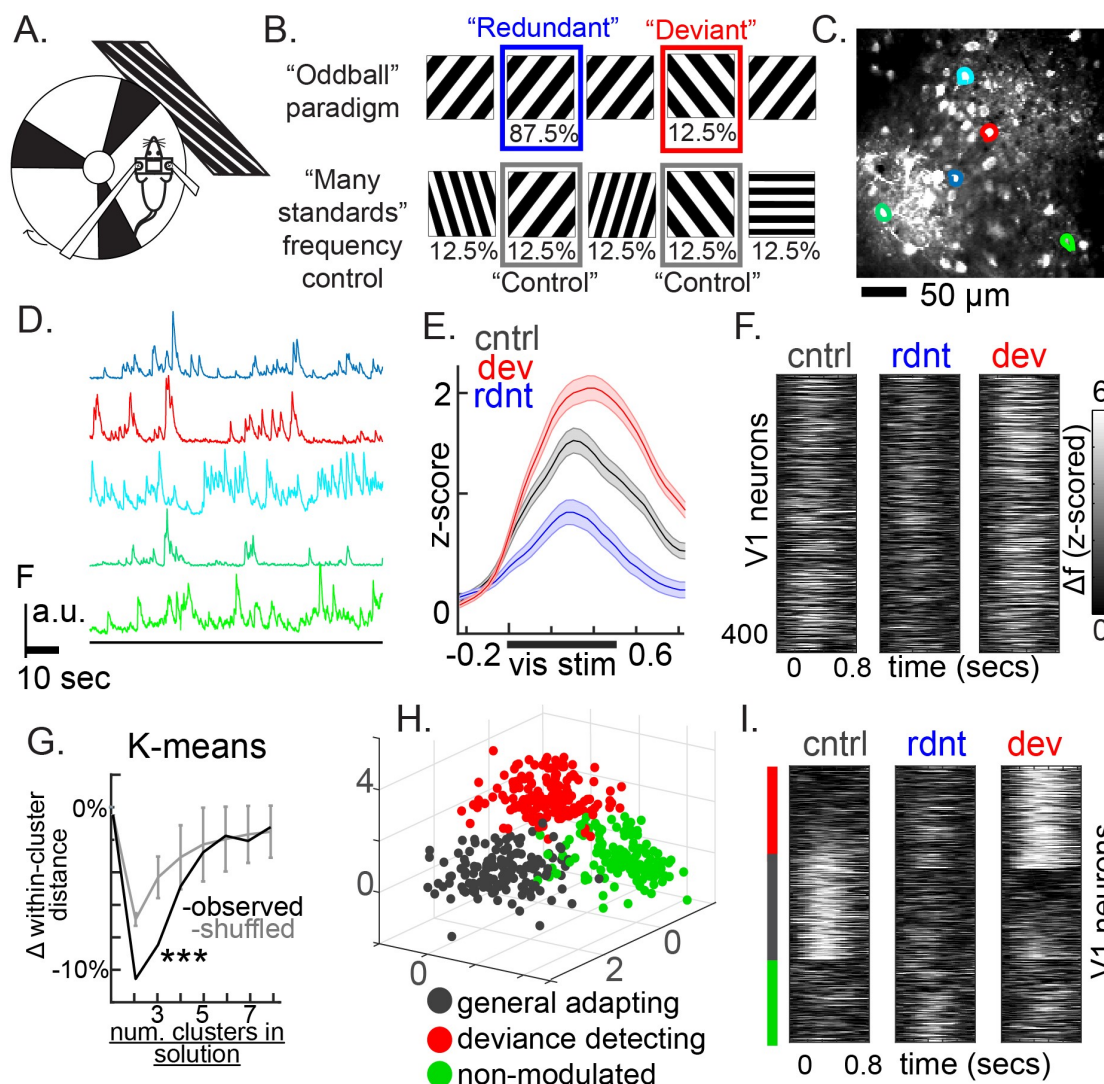 A.
B.
"Redundant"
"Deviant"
"Oddball"
paradigm
87.5%
12.5%
"Many
standards"
frequency
control
12.5%
12.5%
12.5%
12.5%
12.5%
"Control"
"Control"
C.
50 µm
D.
F
a.u.
10 sec
E.
cntrl
dev
rdnt
z-score
2
0
-0.2
vis stim
0.6
F.
cntrl
rdnt
dev
V1 neurons
400
0
0.8
time (secs)
6
Δf (z-scored)
0
G.
K-means
Δ within-cluster
distance
0%
-10%
-observed
-shuffled
***
3
5
7
num. clusters in
solution
H.
4
2
0
0
2
0
general adapting
deviance detecting
non-modulated
I.
cntrl
rdnt
dev
V1 neurons
0
0.8
time (secs)